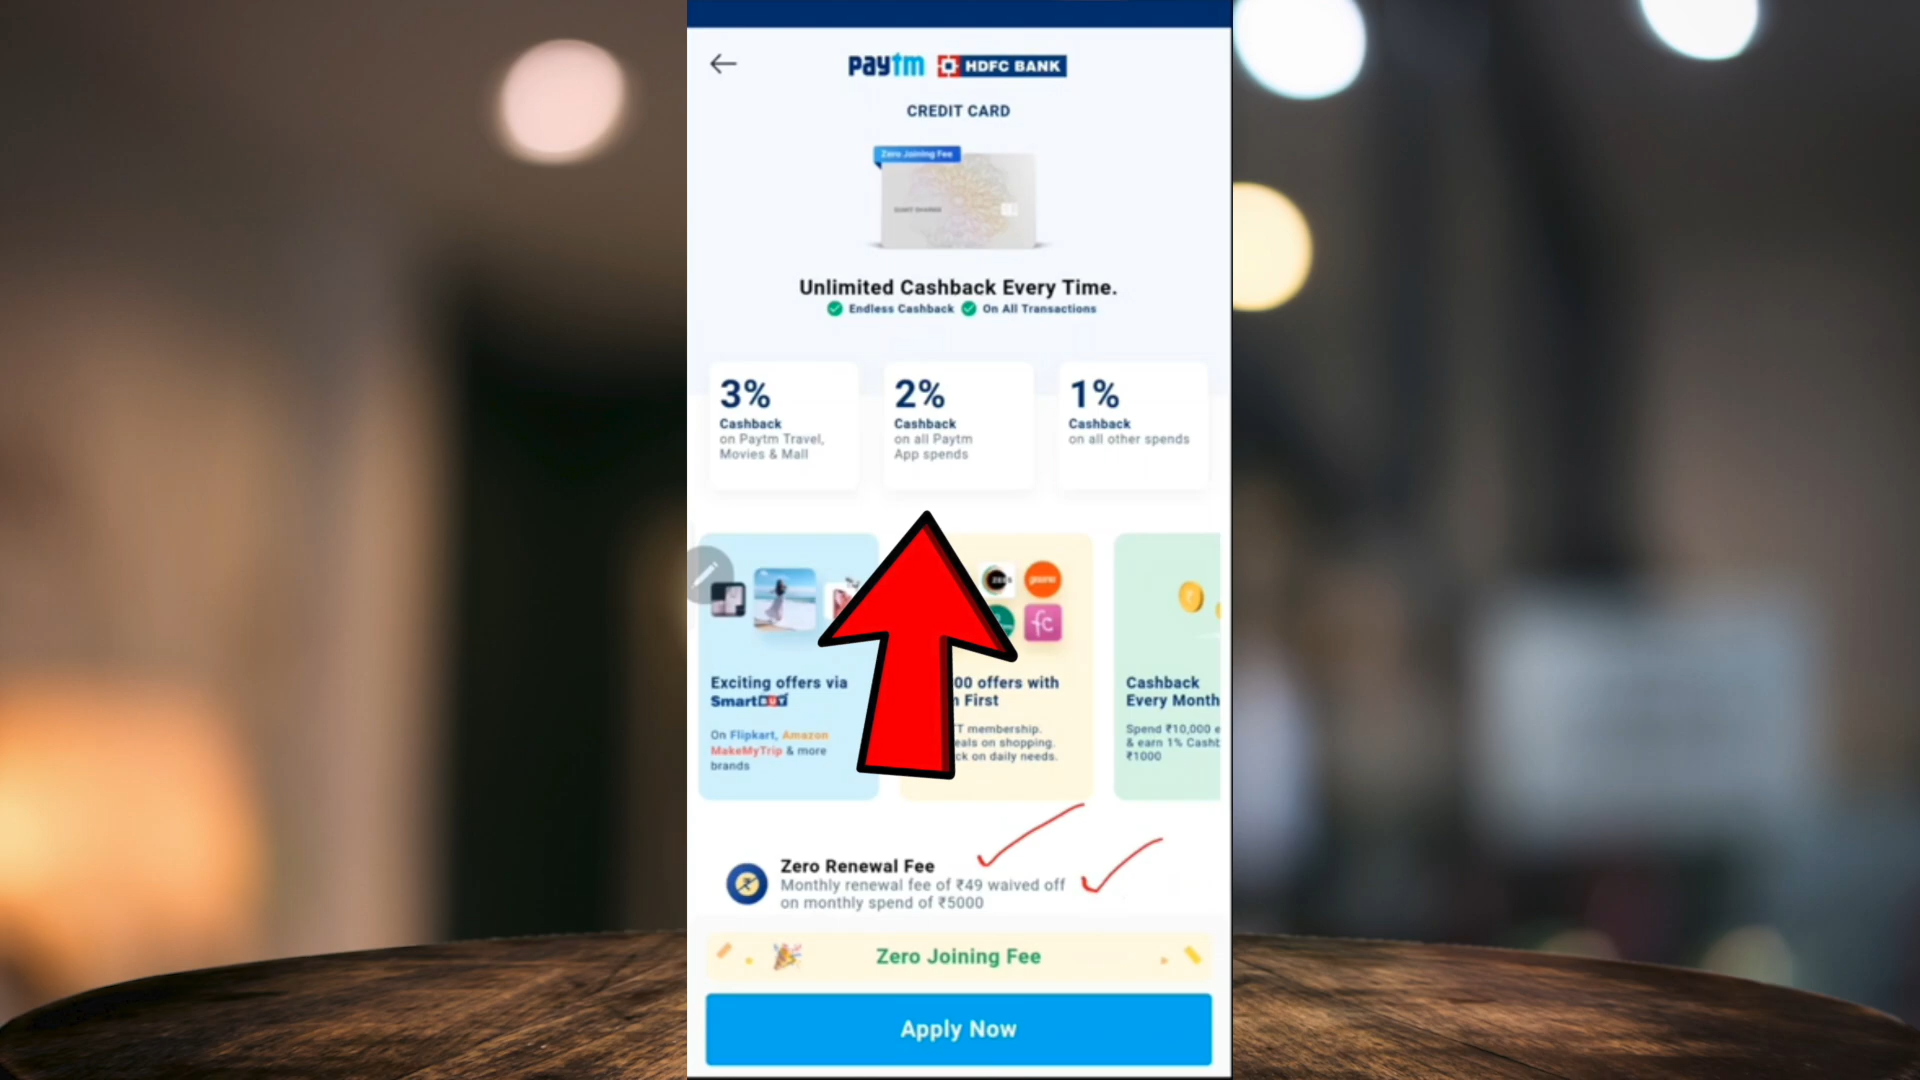 paytm HDFC BANK
CREDIT CARD
Zero Joining Fee
Unlimited Cashback Every Time.
Endless Cashback On All Transactions
3%
Cashback
on Paytm Travel,
Movies & Mall
2%
Cashback
on all Paytm
App spends
1%
Cashback
on all other spends
Exciting offers via
SmartBUY
On Flipkart, Amazon
MakeMyTrip & more
brands
fc
00 offers with
First
membership.
on shopping.
on daily needs.
Cashback
Every Month
Spend ₹10,000
& earn 1%
₹1000
Zero Renewal Fee
Monthly renewal fee of ₹49 waived off
on monthly spend of ₹5000
Zero Joining Fee
Apply Now